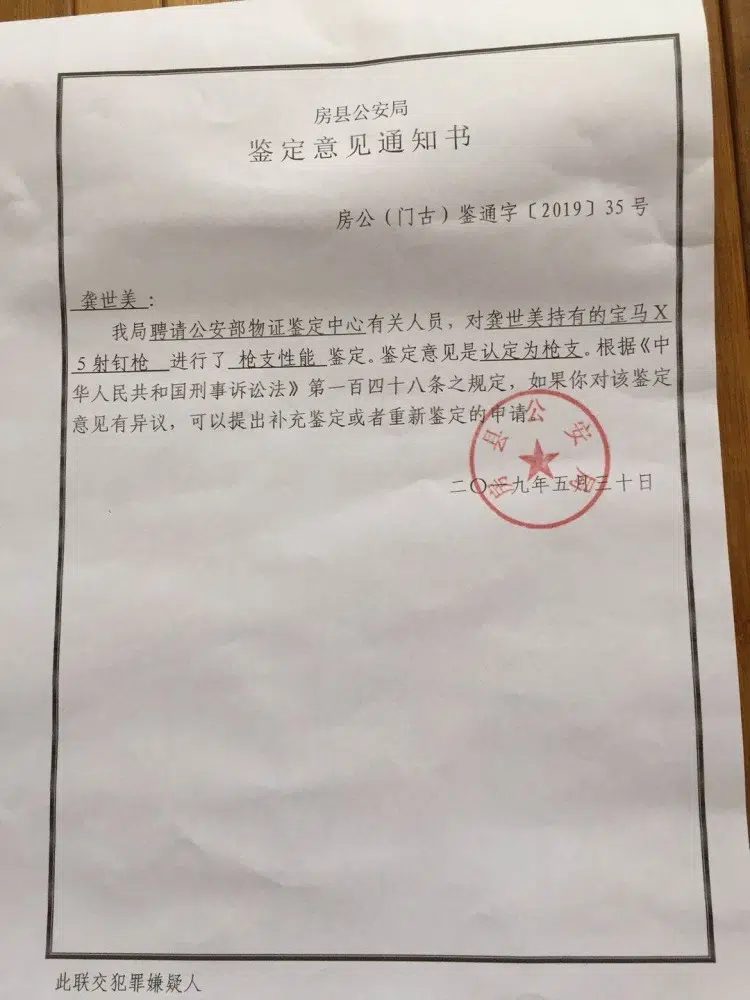 房县公安局
鉴定意见通知书
房公（门古）鉴通字〔2019〕35号
龚世美：
我局聘请公安部物证鉴定中心有关人员，对龚世美持有的宝马X
5射钉枪 进行了 枪支性能 鉴定。鉴定意见是认定为枪支。根据《中
华人民共和国刑事诉讼法》第一百四十八条之规定，如果你对该鉴定
意见有异议，可以提出补充鉴定或者重新鉴定的申请。
房县公安局
二〇一九年五月三十日
此联交犯罪嫌疑人